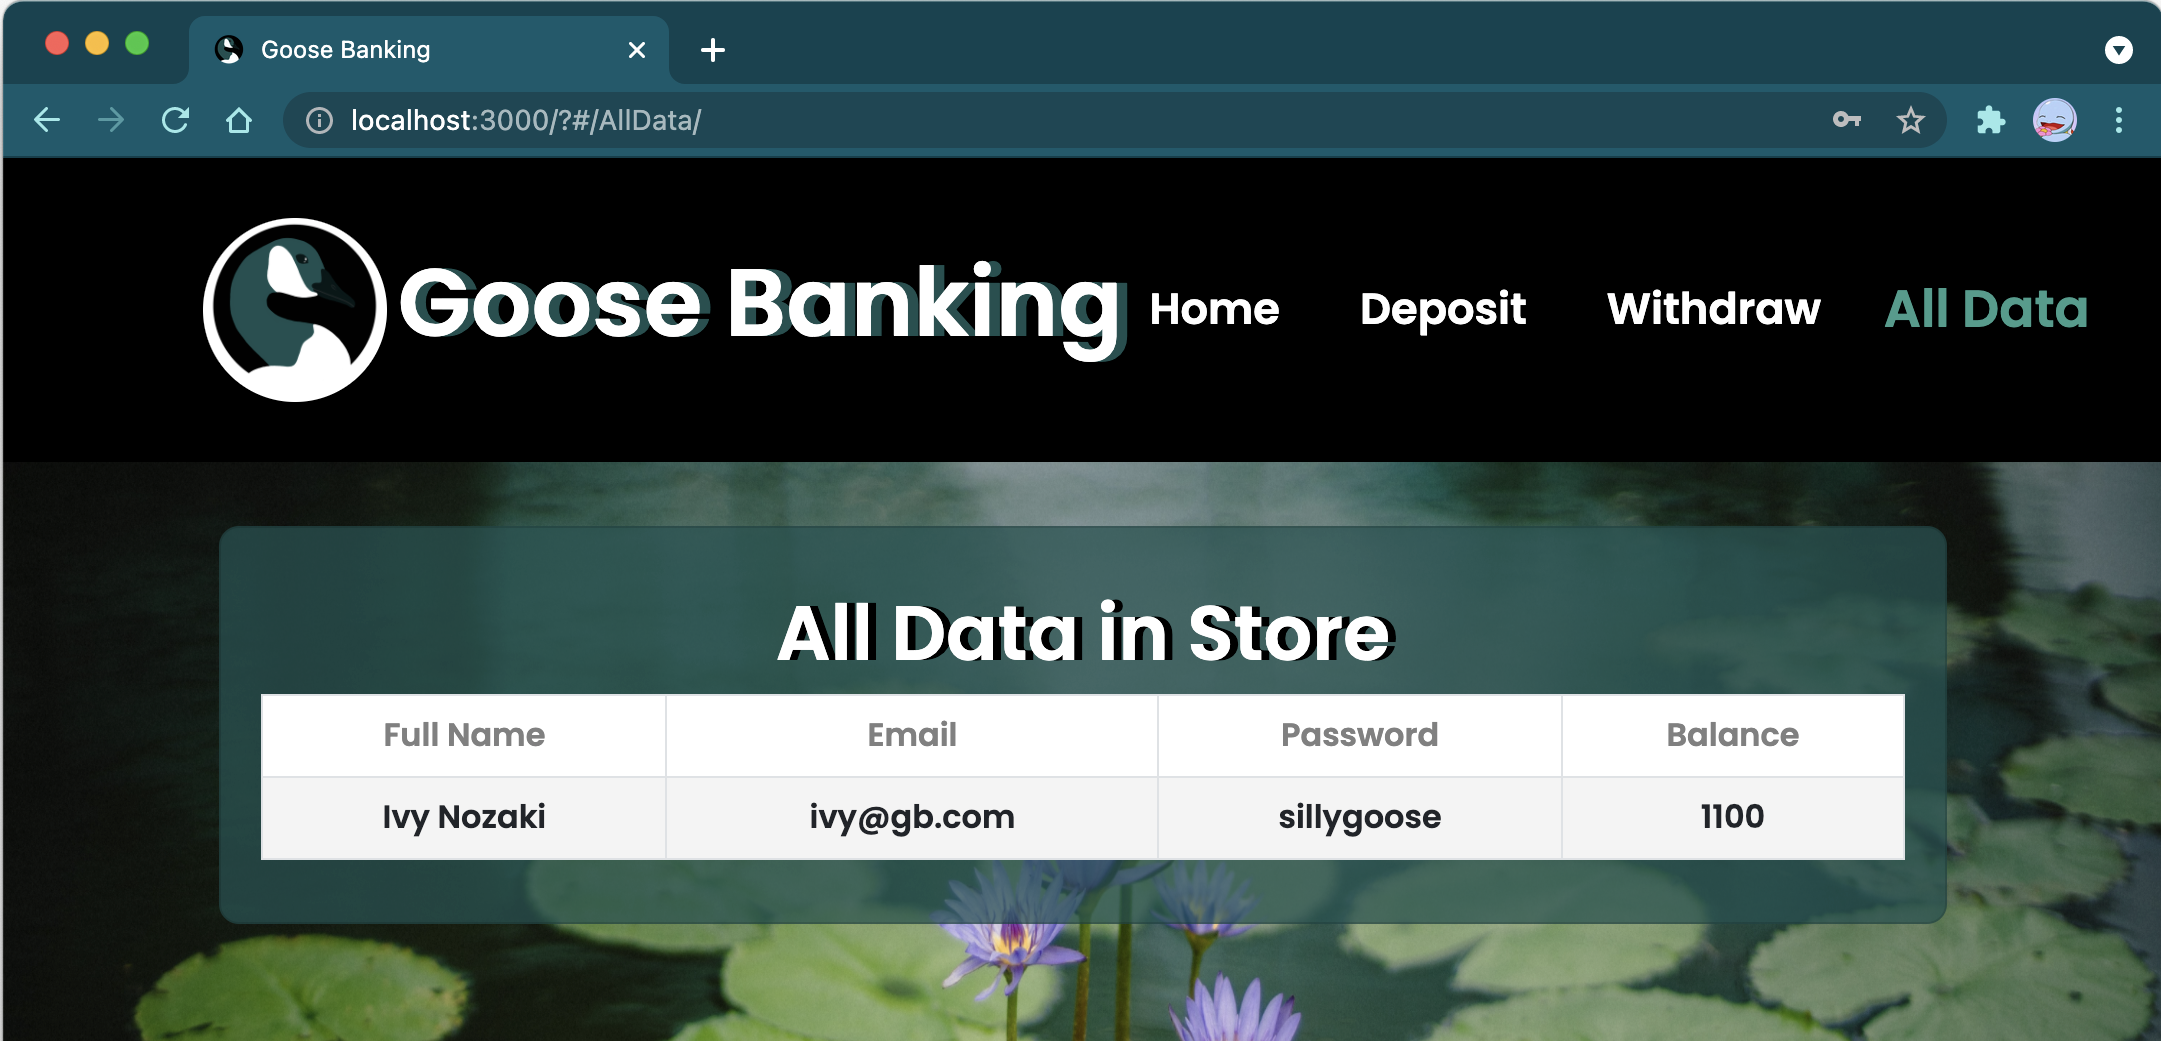 Goose Banking
localhost:3000/?#/AllData/
Goose Banking Home Deposit Withdraw All Data
All Data in Store
Full Name Email Password Balance
Ivy Nozaki ivy@gb.com sillygoose 1100